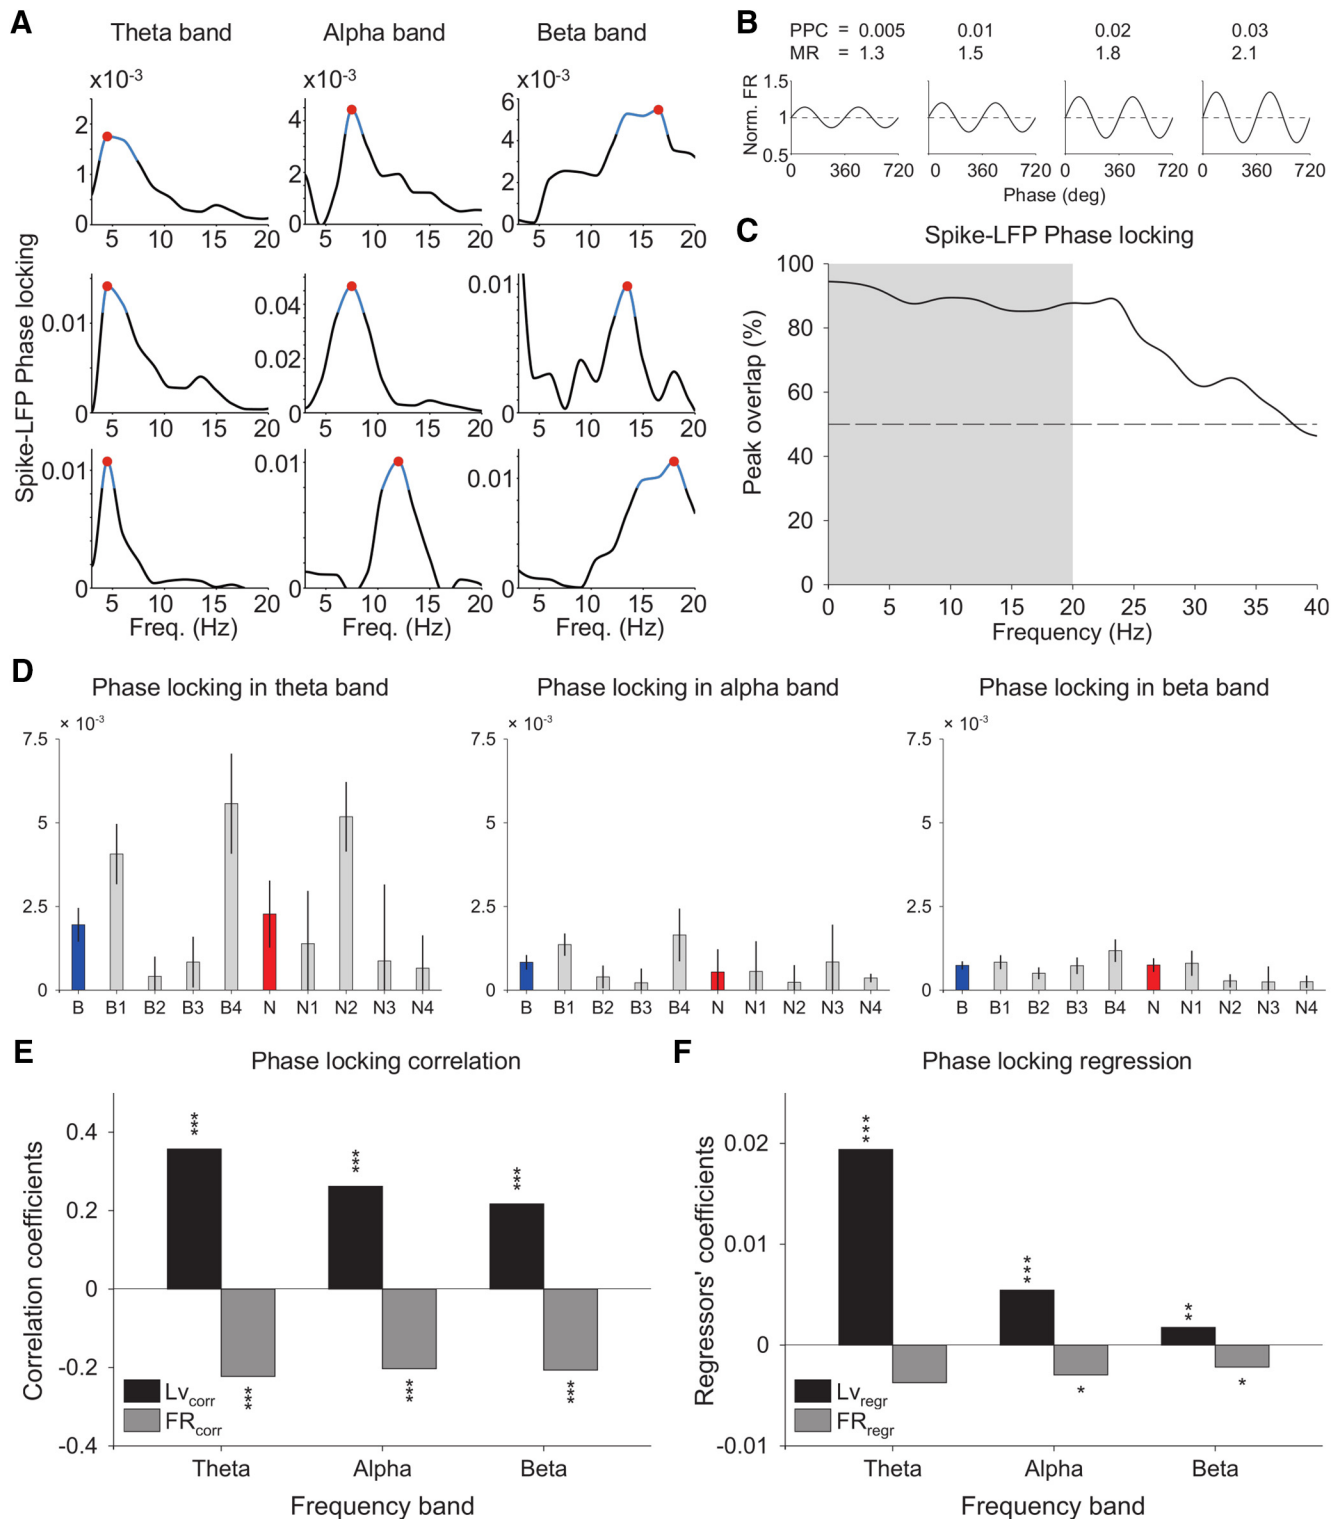 A
Theta band
Alpha band
Beta band
x10-3
x10-3
x10-3
2
1
0
5
10
15
20
4
2
0
5
10
15
20
6
4
2
0
5
10
15
20
Spike-LFP Phase locking
0.01
0
5
10
15
20
0.04
0.02
0
5
10
15
20
0.01
0
5
10
15
20
0.01
0
5
10
15
20
0.01
0
5
10
15
20
0.01
0
5
10
15
20
Freq. (Hz)
Freq. (Hz)
Freq. (Hz)
B
PPC = 0.005 0.01 0.02 0.03
MR = 1.3 1.5 1.8 2.1
Norm. FR
1.5
1
0.5
0 360 720 0 360 720 0 360 720 0 360 720
Phase (deg)
C
Spike-LFP Phase locking
Peak overlap (%)
100
80
60
40
20
0
0 5 10 15 20 25 30 35 40
Frequency (Hz)
D
Phase locking in theta band
× 10-3
7.5
5
2.5
0
B B1 B2 B3 B4 N N1 N2 N3 N4
Phase locking in alpha band
× 10-3
7.5
5
2.5
0
B B1 B2 B3 B4 N N1 N2 N3 N4
Phase locking in beta band
× 10-3
7.5
5
2.5
0
B B1 B2 B3 B4 N N1 N2 N3 N4
E
Phase locking correlation
Correlation coefficients
0.4
0.2
0
-0.2
-0.4
***
***
***
***
***
***
Lvcorr
FRcorr
Theta
Alpha
Beta
Frequency band
F
Phase locking regression
Regressors' coefficients
0.02
0.01
0
-0.01
***
***
**
*
*
Lvregr
FRregr
Theta
Alpha
Beta
Frequency band